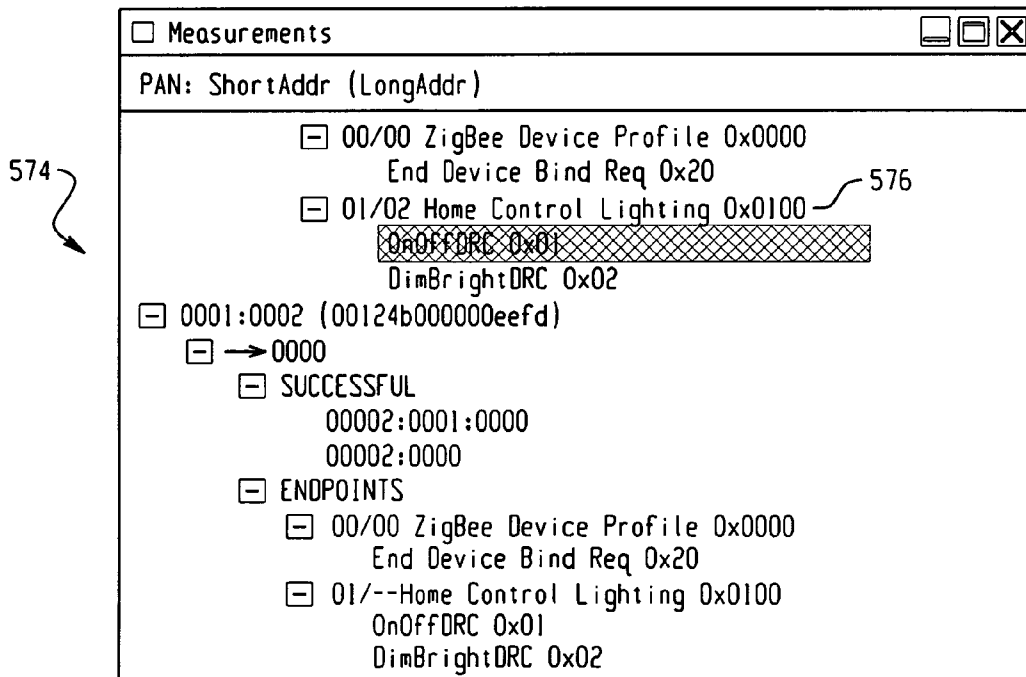 Measurements
PAN: ShortAddr (LongAddr)
00/00 ZigBee Device Profile 0x0000
End Device Bind Req 0x20
574
576
01/02 Home Control Lighting 0x0100
OnOffDRC 0x01
DimBrightDRC 0x02
0001:0002 (00124b000000eefd)
→0000
SUCCESSFUL
00002:0001:0000
00002:0000
ENDPOINTS
00/00 ZigBee Device Profile 0x0000
End Device Bind Req 0x20
01/--Home Control Lighting 0x0100
OnOffDRC 0x01
DimBrightDRC 0x02